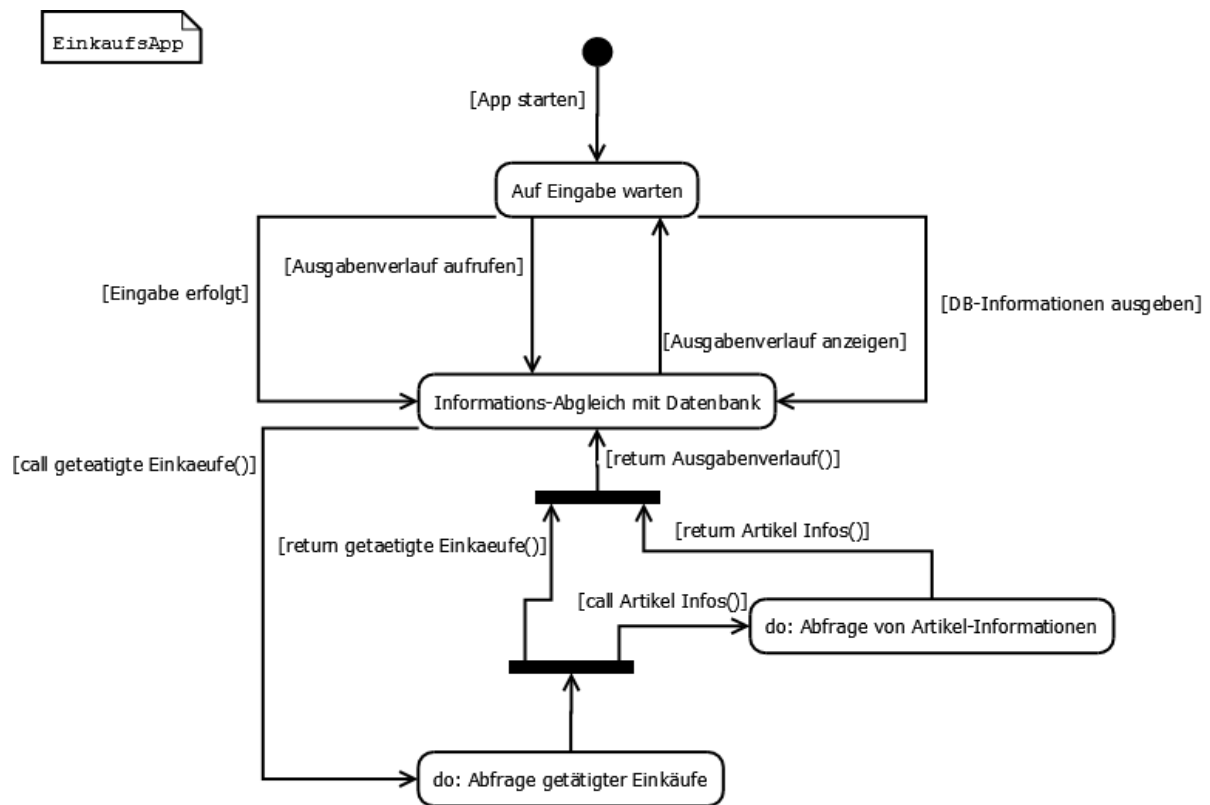 EinkaufsApp
[App starten]
Auf Eingabe warten
[Ausgabenverlauf aufrufen]
[Eingabe erfolgt]
[DB-Informationen ausgeben]
[Ausgabenverlauf anzeigen]
Informations-Abgleich mit Datenbank
[call geteatigte Einkaeufe()]
[return Ausgabenverlauf()]
[return Artikel Infos()]
[return getaetigte Einkaeufe()]
[call Artikel Infos()]
do: Abfrage von Artikel-Informationen
do: Abfrage getätigter Einkäufe